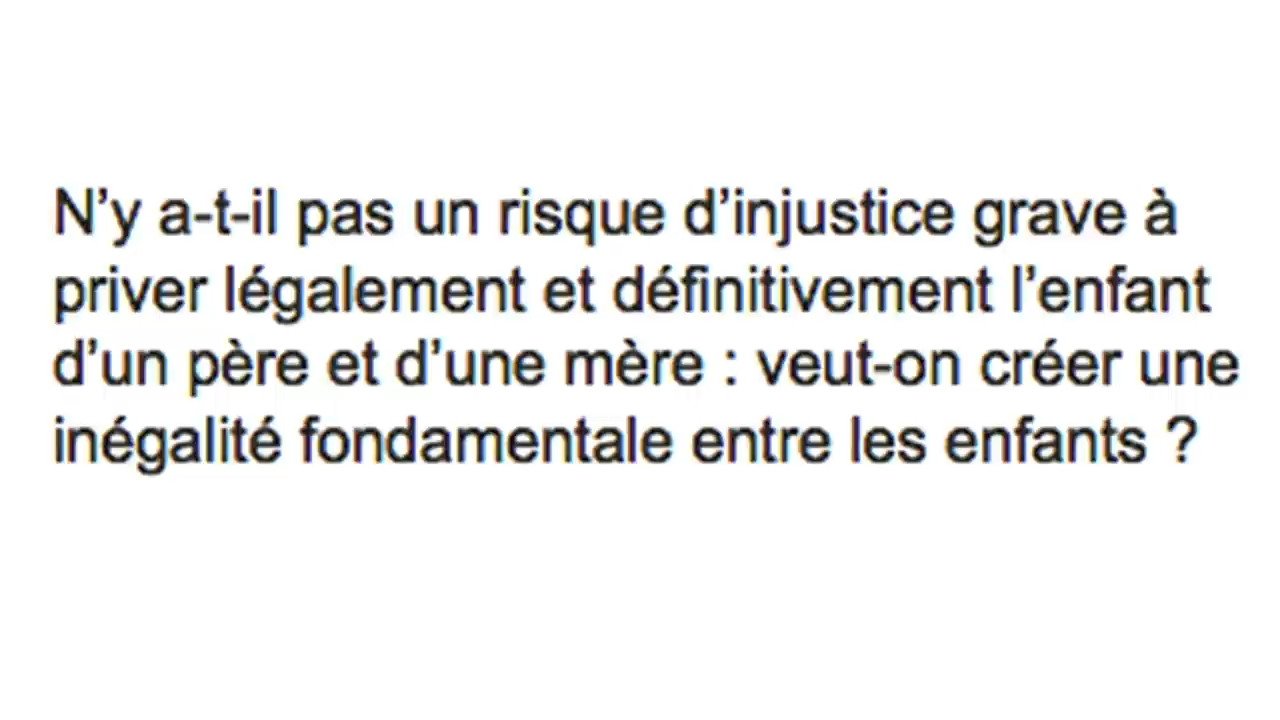 N’y a-t-il pas un risque d’injustice grave à
priver légalement et définitivement l’enfant
d’un père et d’une mère : veut-on créer une
inégalité fondamentale entre les enfants ?